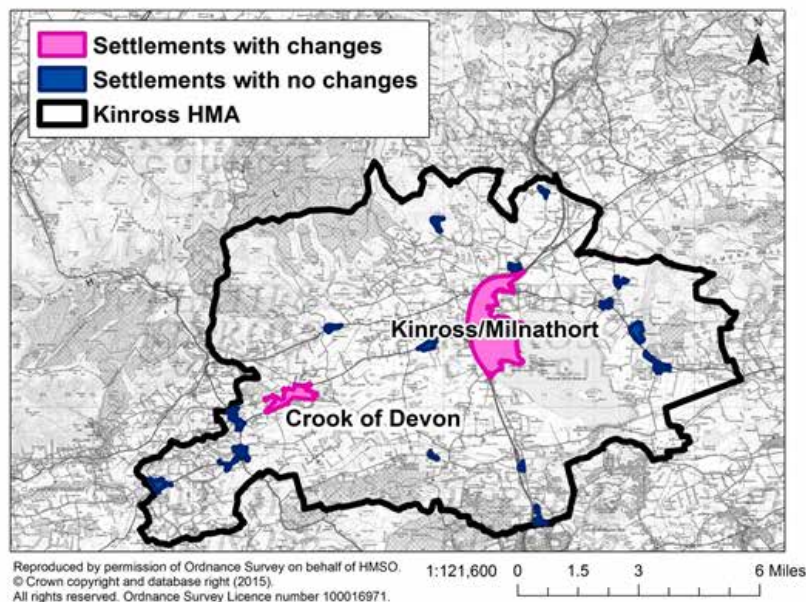 Settlements with changes
Settlements with no changes
Kinross HMA
N
Kinross/Milnathort
Crook of Devon
Reproduced by permission of Ordnance Survey on behalf of HMSO.
© Crown copyright and database right (2015).
All rights reserved. Ordnance Survey Licence number 100016971.
1:121,600 0 1.5 3 6 Miles